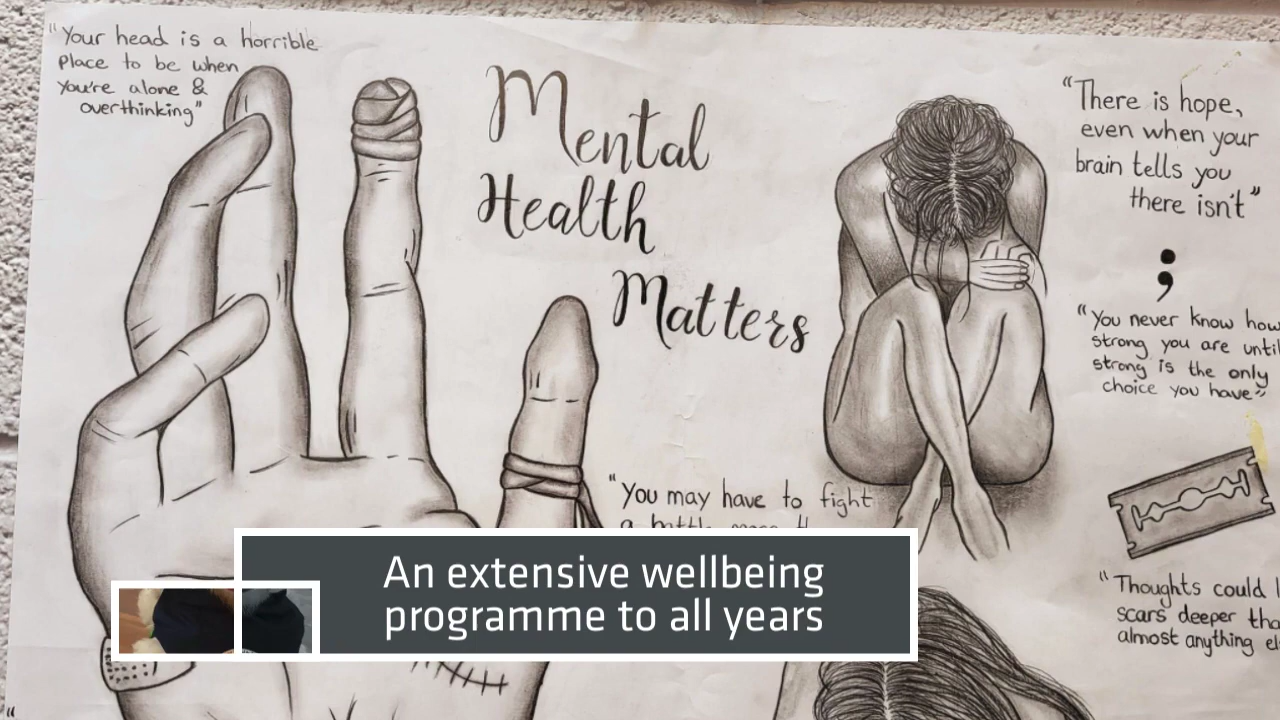 "Your head is a horrible
place to be when
you're alone &
overthinking"
Mental
Health
Matters
"There is hope,
even when your
brain tells you
there isn't"
;
"You never know how
strong you are until
strong is the only
choice you have"
"You may have to fight
a battle more
"Thoughts could
scars deeper
almost anything
An extensive wellbeing
programme to all years